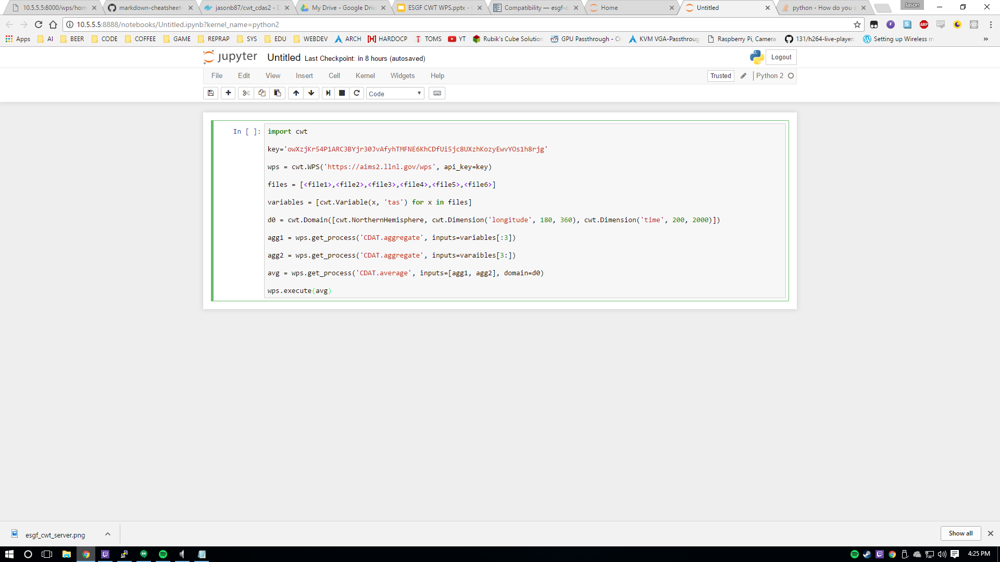 10.5.5.5:8000/wps/hom
markdown-cheatsheet-
jasonb87/cwt_cdas2 - D
My Drive - Google Driv
ESGF CWT WPS.pptx -
Compatibility — esgf-c
Home
Untitled
python - How do you s
Jason
10.5.5.5:8888/notebooks/Untitled.ipynb?kernel_name=python2
Apps AI BEER CODE COFFEE GAME REPRAP SYS EDU WEBDEV ARCH HARDOCP TOMS YT Rubik's Cube Solution GPU Passthrough - Or KVM VGA-Passthroug Raspberry Pi, Camera 131/h264-live-player: Setting up Wireless m »
jupyter Untitled Last Checkpoint: in 8 hours (autosaved) Logout
File Edit View Insert Cell Kernel Widgets Help Trusted Python 2
Code
In [ ]: import cwt
key='owXzjKr54P1ARC3BYjr30JvAfyhTMFNE6KhCDfUi5jc8UXzhKozyEwvYOs1h8rjg'
wps = cwt.WPS('https://aims2.llnl.gov/wps', api_key=key)
files = [<file1>,<file2>,<file3>,<file4>,<file5>,<file6>]
variables = [cwt.Variable(x, 'tas') for x in files]
d0 = cwt.Domain([cwt.NorthernHemisphere, cwt.Dimension('longitude', 180, 360), cwt.Dimension('time', 200, 2000)])
agg1 = wps.get_process('CDAT.aggregate', inputs=variables[:3])
agg2 = wps.get_process('CDAT.aggregate', inputs=varaibles[3:])
avg = wps.get_process('CDAT.average', inputs=[agg1, agg2], domain=d0)
wps.execute(avg)
esgf_cwt_server.png
Show all
4:25 PM